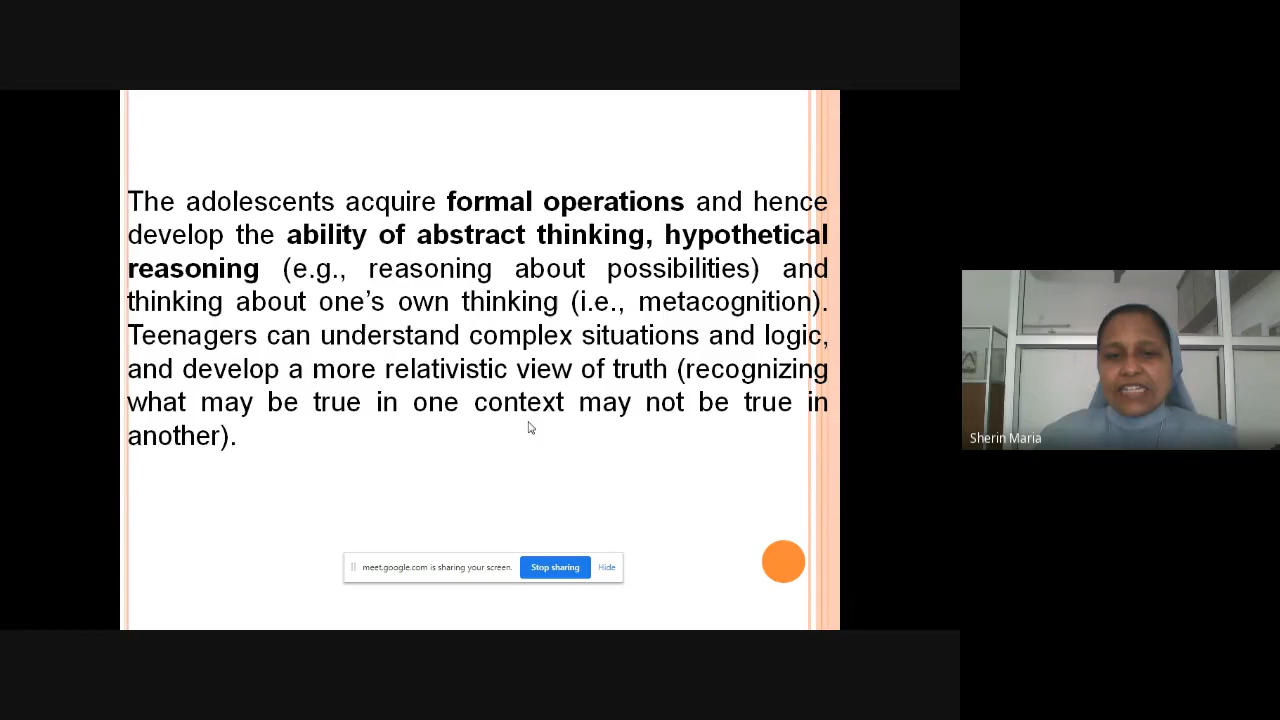 The adolescents acquire formal operations and hence
develop the ability of abstract thinking, hypothetical
reasoning (e.g., reasoning about possibilities) and
thinking about one’s own thinking (i.e., metacognition).
Teenagers can understand complex situations and logic,
and develop a more relativistic view of truth (recognizing
what may be true in one context may not be true in
another).
Sherin Maria
meet.google.com is sharing your screen. Stop sharing Hide